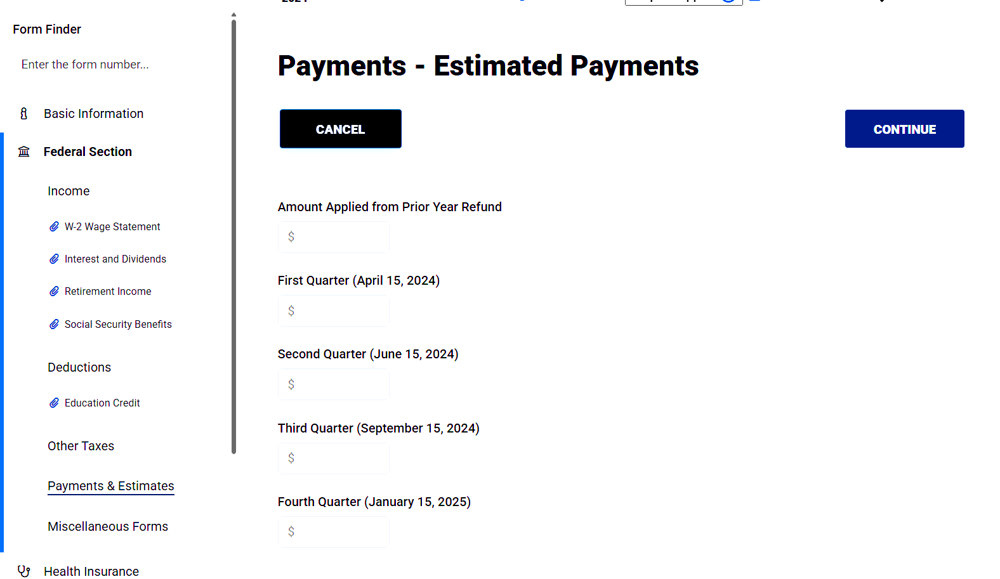 Form Finder
Enter the form number...
Basic Information
Federal Section
Income
W-2 Wage Statement
Interest and Dividends
Retirement Income
Social Security Benefits
Deductions
Education Credit
Other Taxes
Payments & Estimates
Miscellaneous Forms
Health Insurance
Payments - Estimated Payments
CANCEL
CONTINUE
Amount Applied from Prior Year Refund
$
First Quarter (April 15, 2024)
$
Second Quarter (June 15, 2024)
$
Third Quarter (September 15, 2024)
$
Fourth Quarter (January 15, 2025)
$